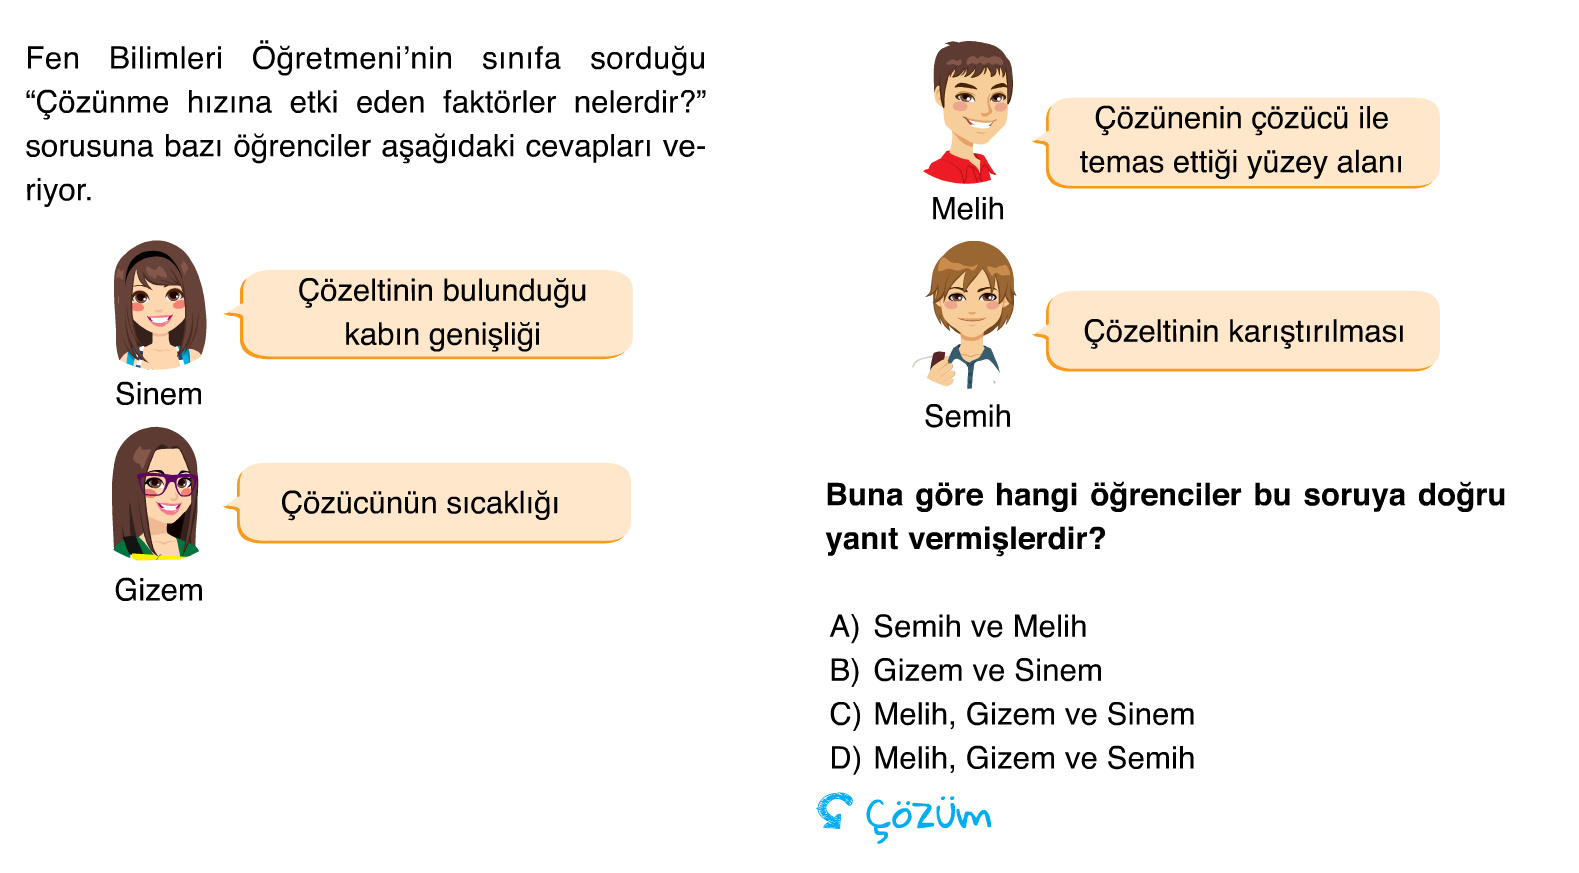 Fen Bilimleri Öğretmeni’nin sınıfa sorduğu
“Çözünme hızına etki eden faktörler nelerdir?”
sorusuna bazı öğrenciler aşağıdaki cevapları ve-
riyor.
Çözeltinin bulunduğu
kabın genişliği
Sinem
Çözücünün sıcaklığı
Gizem
Çözünenin çözücü ile
temas ettiği yüzey alanı
Melih
Çözeltinin karıştırılması
Semih
Buna göre hangi öğrenciler bu soruya doğru
yanıt vermişlerdir?
A) Semih ve Melih
B) Gizem ve Sinem
C) Melih, Gizem ve Sinem
D) Melih, Gizem ve Semih
Çözüm